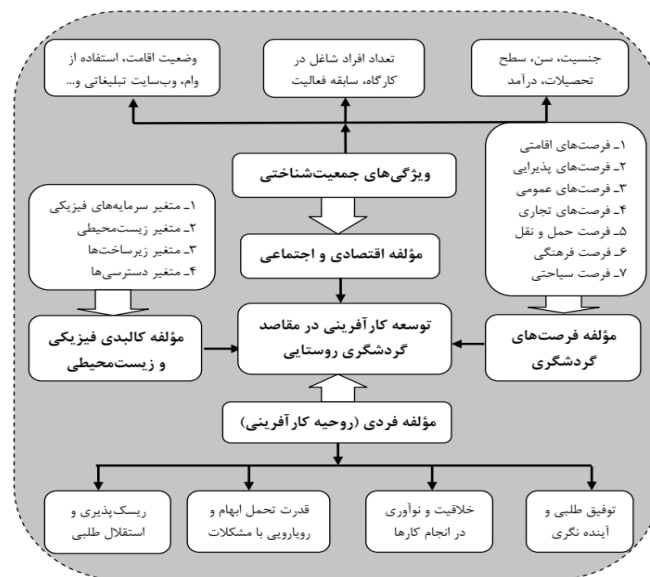 جنسیت، سن، سطح
تحصیلات، درآمد
تعداد افراد شاغل در
کارگاه، سابقه فعالیت
وضعیت اقامت، استفاده از
وام، وب‌سایت تبلیغاتی و...
ویژگی‌های جمعیت‌شناختی
۱ـ فرصت‌های اقامتی
۲ـ فرصت‌های پذیرایی
۳ـ فرصت‌های عمومی
۴ـ فرصت‌های تجاری
۵ـ فرصت حمل و نقل
۶ـ فرصت فرهنگی
۷ـ فرصت سیاحتی
۱ـ متغیر سرمایه‌های فیزیکی
۲ـ متغیر زیست‌محیطی
۳ـ متغیر زیرساخت‌ها
۴ـ متغیر دسترسی‌ها
مؤلفه اقتصادی و اجتماعی
مؤلفه فرصت‌های
گردشگری
توسعه کارآفرینی در مقاصد
گردشگری روستایی
مؤلفه کالبدی فیزیکی
و زیست‌محیطی
مؤلفه فردی (روحیه کارآفرینی)
توفیق طلبی و
آینده نگری
خلاقیت و نوآوری
در انجام کارها
قدرت تحمل ابهام و
رویارویی با مشکلات
ریسک‌پذیری و
استقلال طلبی